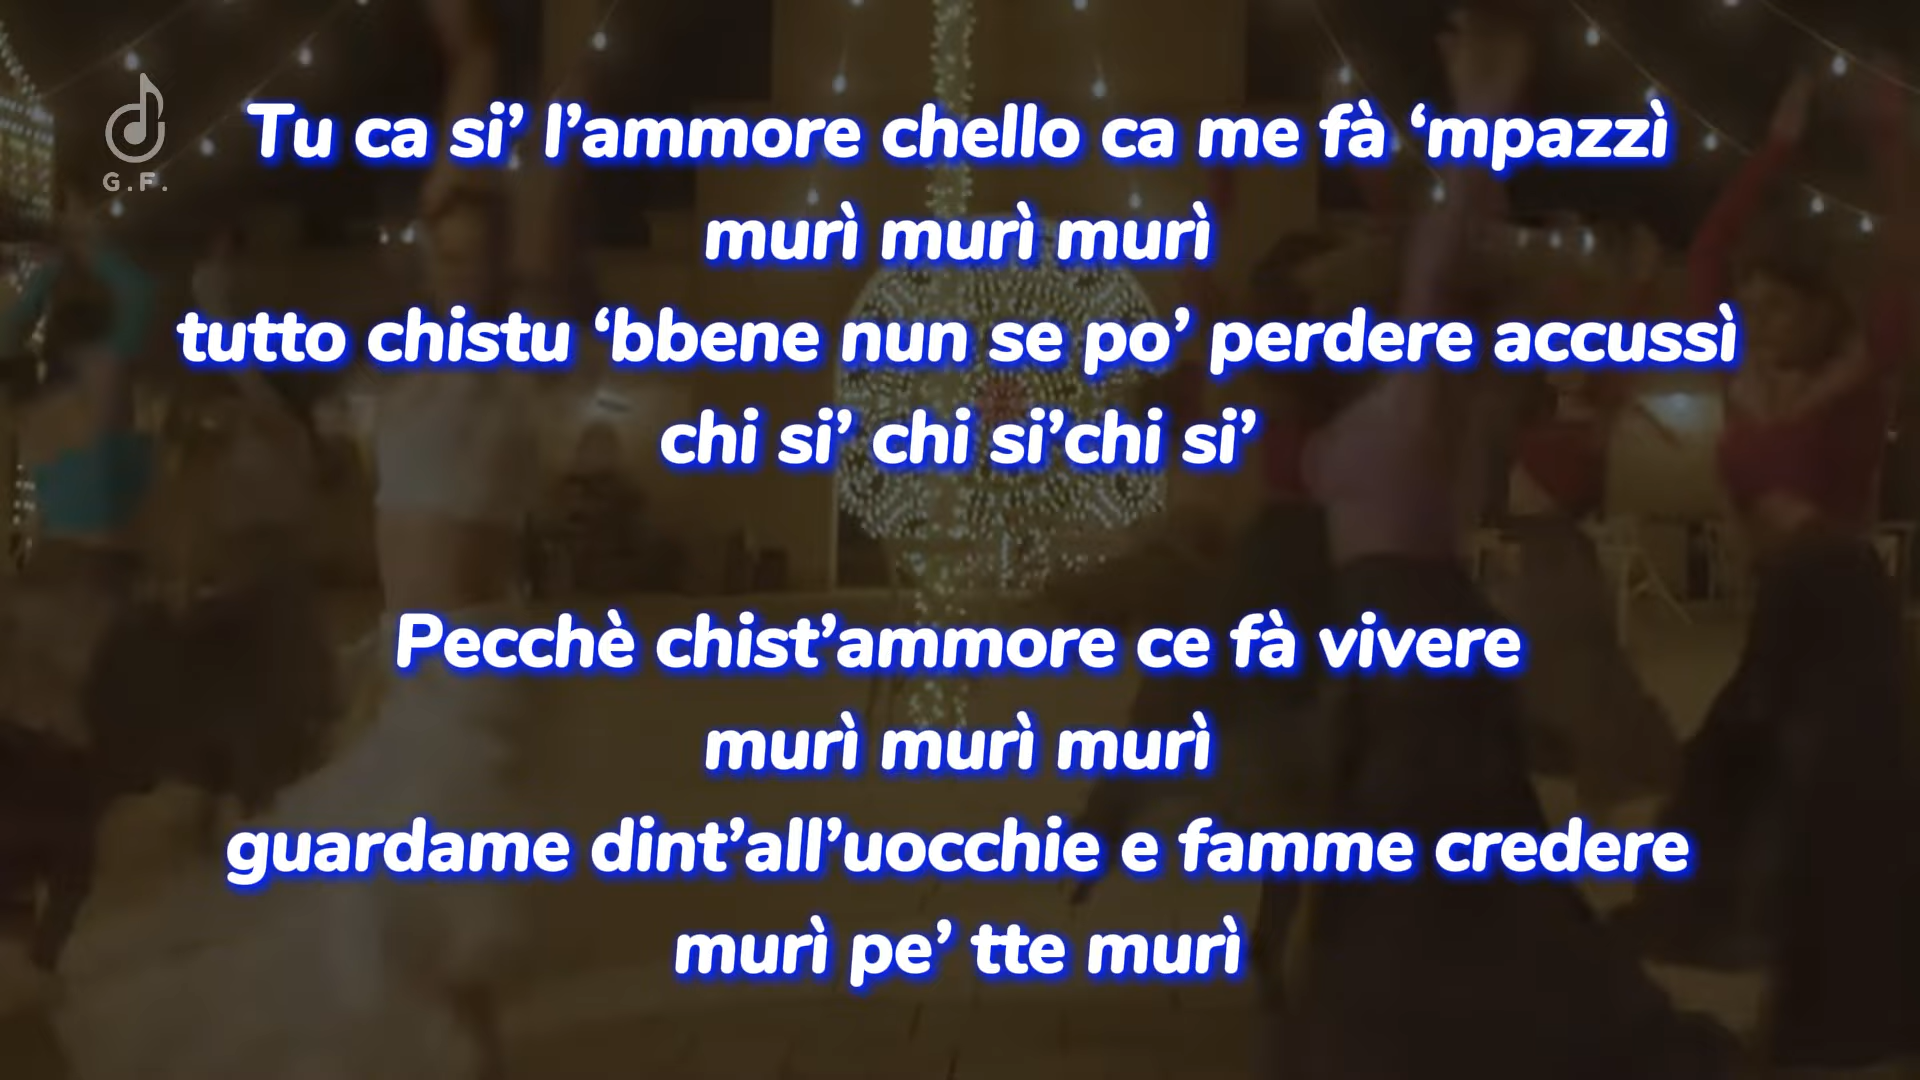 G.F.
Tu ca si’ l’ammore chello ca me fà ‘mpazzì
murì murì murì
tutto chistu ‘bbene nun se po’ perdere accussì
chi si’ chi si’chi si’
Pecchè chist’ammore ce fà vivere
murì murì murì
guardame dint’all’uocchie e famme credere
murì pe’ tte murì